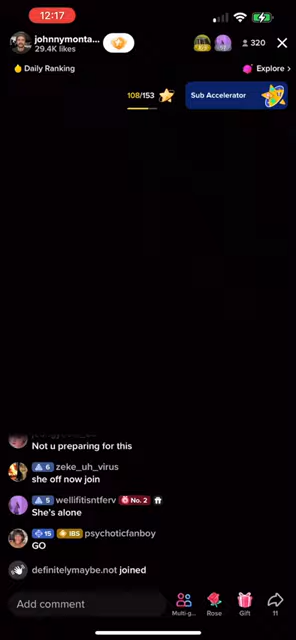 12:17
johnnymonta...
29.4K likes
320
Daily Ranking
Explore >
108/153
Sub Accelerator
Not u preparing for this
6 zeke_uh_virus
she off now join
5 wellifitisntferv No. 2
She's alone
15 IBS psychoticfanboy
GO
definitelymaybe.not joined
Add comment
Multi-g...
Rose
Gift
11